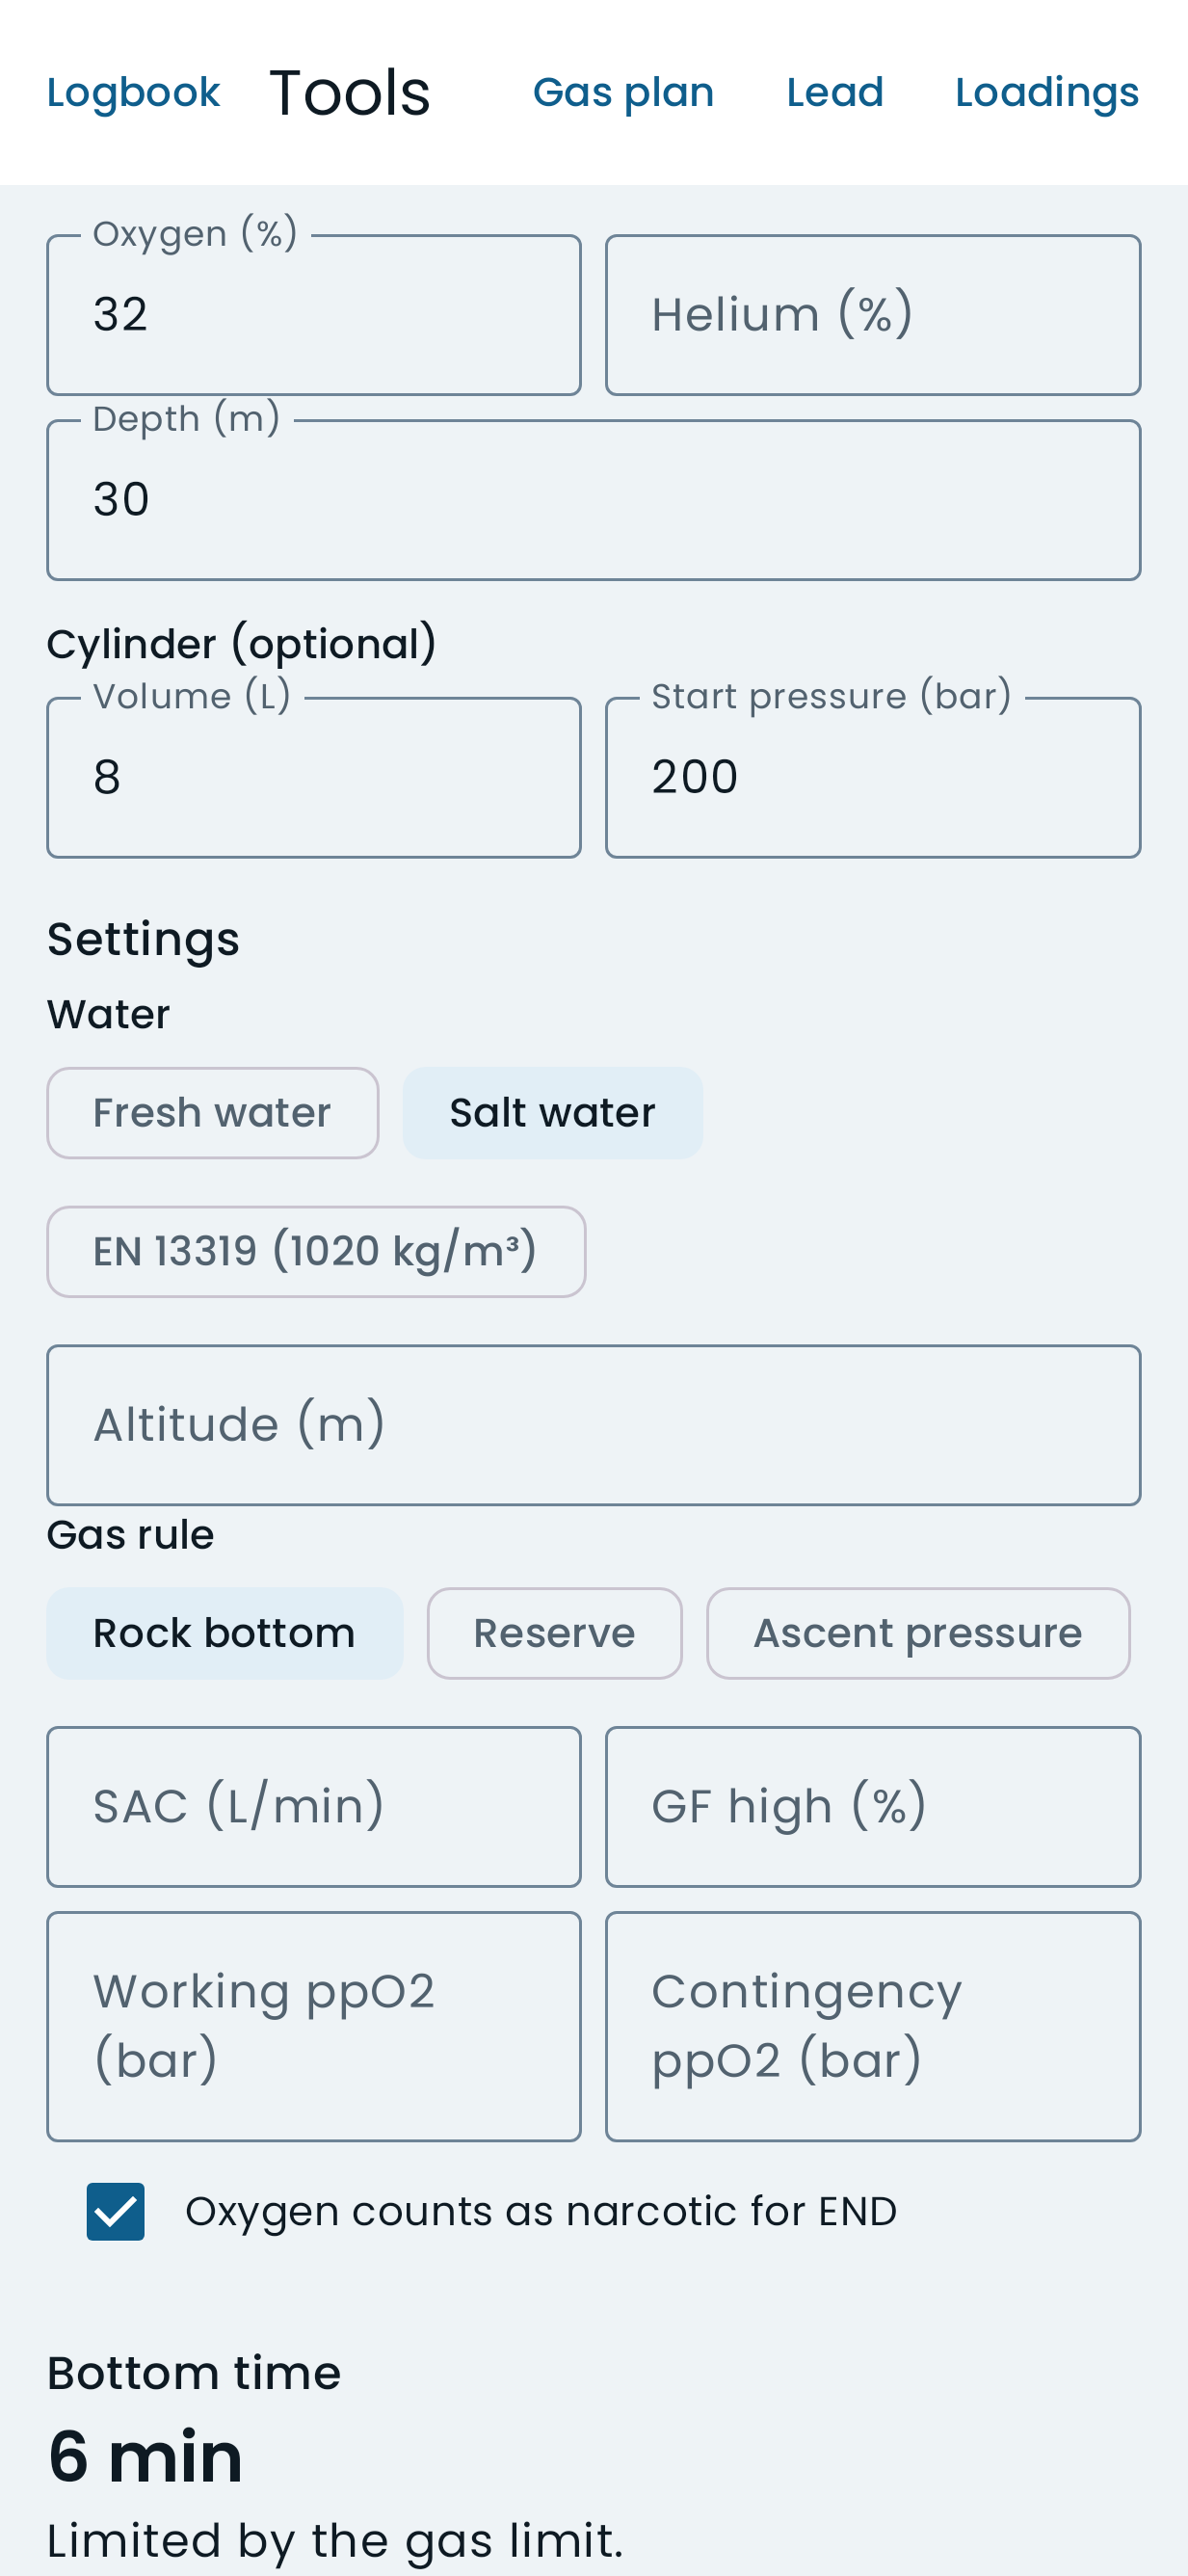 Logbook Tools Gas plan Lead Loadings
Oxygen (%)
32
Helium (%)
Depth (m)
30
Cylinder (optional)
Volume (L)
8
Start pressure (bar)
200
Settings
Water
Fresh water
Salt water
EN 13319 (1020 kg/m³)
Altitude (m)
Gas rule
Rock bottom
Reserve
Ascent pressure
SAC (L/min)
GF high (%)
Working ppO2
(bar)
Contingency
ppO2 (bar)
Oxygen counts as narcotic for END
Bottom time
6 min
Limited by the gas limit.